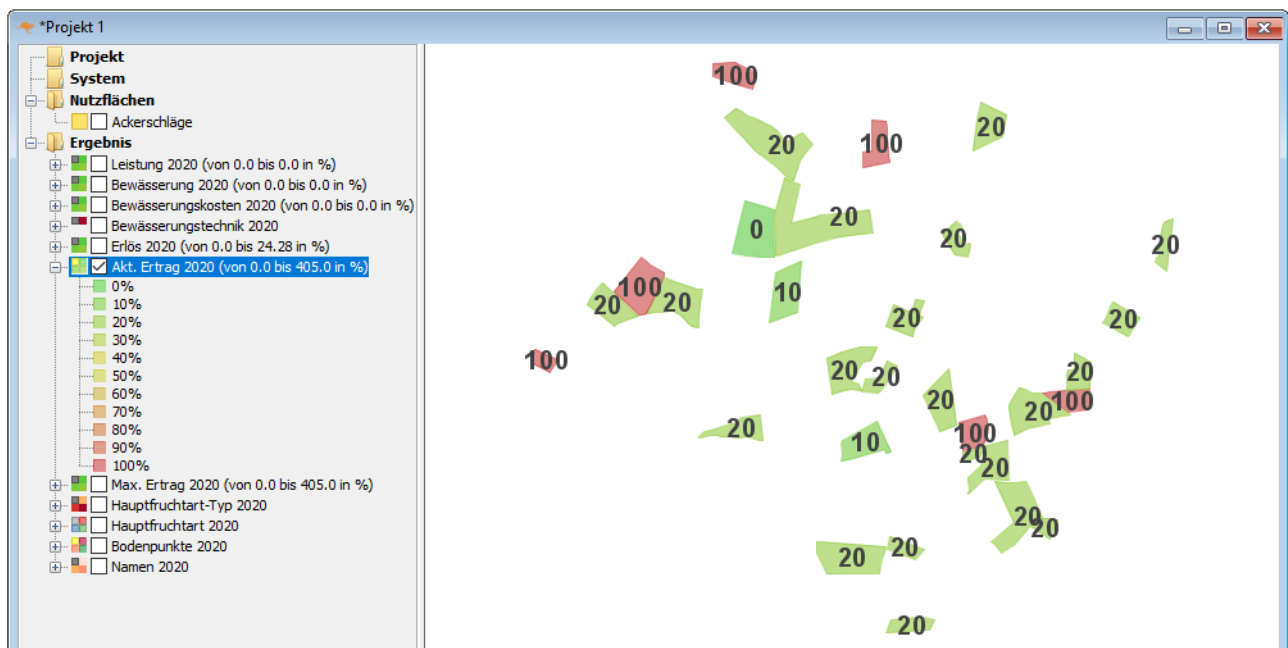 *Projekt 1
Projekt
System
Nutzflächen
Ackerschläge
Ergebnis
Leistung 2020 (von 0.0 bis 0.0 in %)
Bewässerung 2020 (von 0.0 bis 0.0 in %)
Bewässerungskosten 2020 (von 0.0 bis 0.0 in %)
Bewässerungstechnik 2020
Erlös 2020 (von 0.0 bis 24.28 in %)
Akt. Ertrag 2020 (von 0.0 bis 405.0 in %)
0%
10%
20%
30%
40%
50%
60%
70%
80%
90%
100%
Max. Ertrag 2020 (von 0.0 bis 405.0 in %)
Hauptfruchtart-Typ 2020
Hauptfruchtart 2020
Bodenpunkte 2020
Namen 2020
100
20
100
20
0
20
20
20
10
100
20
20
20
20
100
20
20
20
20
100
20
20
10
100
20
20
20
20
20
20
20